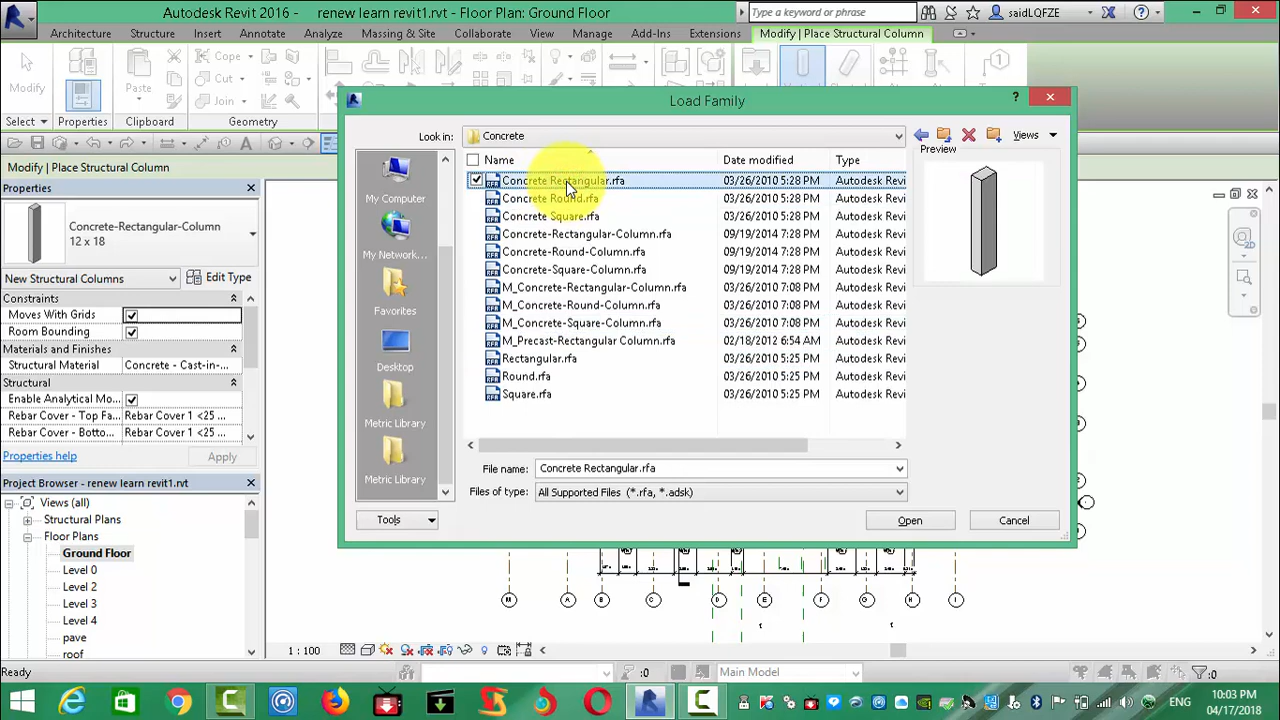 Autodesk Revit 2016 - renew learn revit1.rvt - Floor Plan: Ground Floor
Type a keyword or phrase
saidLQFZE
Architecture Structure Insert Annotate Analyze Massing & Site Collaborate View Manage Add-Ins Extensions Modify | Place Structural Column
Modify
Paste
Cut
Join
1
Select Properties Clipboard Geometry
Modify | Place Structural Column
Properties
Concrete-Rectangular-Column
12 x 18
New Structural Columns
Edit Type
Constraints
Moves With Grids
Room Bounding
Materials and Finishes
Structural Material Concrete - Cast-in-...
Structural
Enable Analytical Mo...
Rebar Cover - Top Fa... Rebar Cover 1 <25 ...
Rebar Cover - Botto... Rebar Cover 1 <25 ...
Properties help
Apply
Project Browser - renew learn revit1.rvt
Views (all)
Structural Plans
Floor Plans
Ground Floor
Level 0
Level 2
Level 3
Level 4
pave
roof
Load Family
Look in:
Concrete
Views
Preview
My Computer
My Network...
Favorites
Desktop
Metric Library
Metric Library
Name Date modified Type
Concrete Rectangular.rfa 03/26/2010 5:28 PM Autodesk Revi
Concrete Round.rfa 03/26/2010 5:28 PM Autodesk Revi
Concrete Square.rfa 03/26/2010 5:28 PM Autodesk Revi
Concrete-Rectangular-Column.rfa 09/19/2014 7:28 PM Autodesk Revi
Concrete-Round-Column.rfa 09/19/2014 7:28 PM Autodesk Revi
Concrete-Square-Column.rfa 09/19/2014 7:28 PM Autodesk Revi
M_Concrete-Rectangular-Column.rfa 03/26/2010 7:08 PM Autodesk Revi
M_Concrete-Round-Column.rfa 03/26/2010 7:08 PM Autodesk Revi
M_Concrete-Square-Column.rfa 03/26/2010 7:08 PM Autodesk Revi
M_Precast-Rectangular Column.rfa 02/18/2012 6:54 AM Autodesk Revi
Rectangular.rfa 03/26/2010 5:25 PM Autodesk Revi
Round.rfa 03/26/2010 5:25 PM Autodesk Revi
Square.rfa 03/26/2010 5:25 PM Autodesk Revi
File name: Concrete Rectangular.rfa
Files of type: All Supported Files (*.rfa, *.adsk)
Tools
Open
Cancel
M A B C D E F G H I
1 : 100
Ready
:0
Main Model
:0
ENG
10:03 PM
04/17/2018